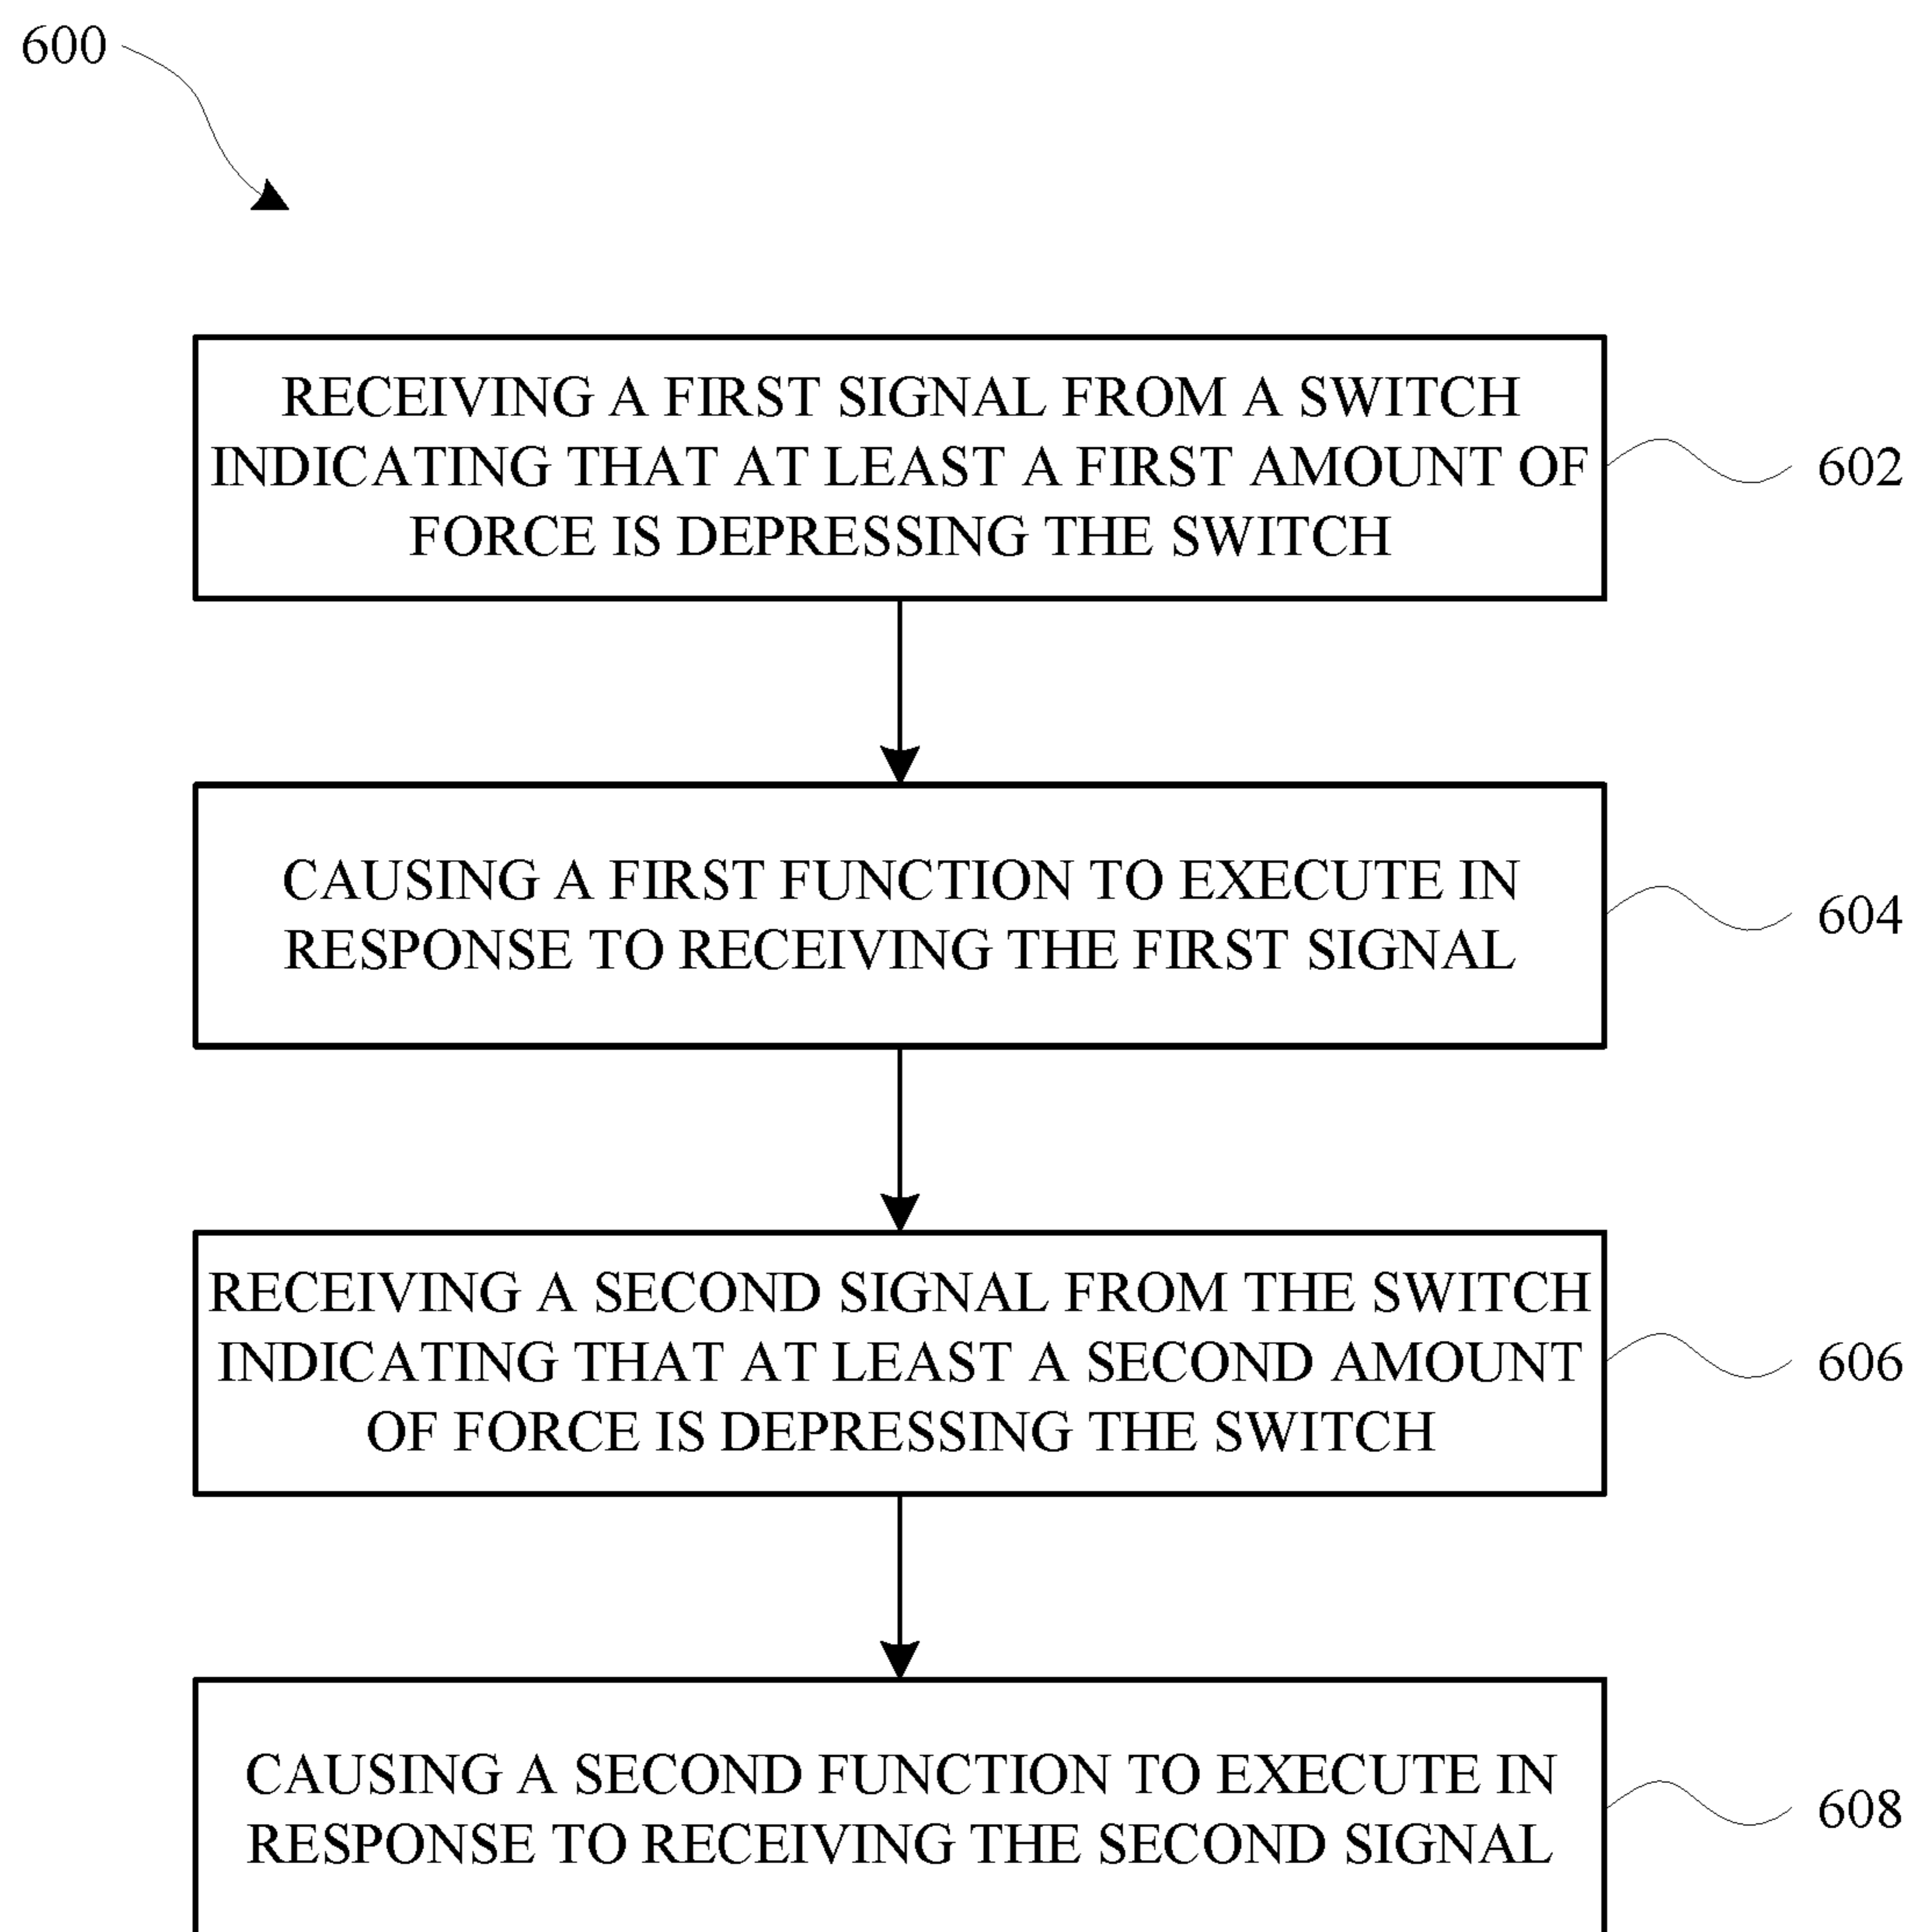 600
RECEIVING A FIRST SIGNAL FROM A SWITCH
INDICATING THAT AT LEAST A FIRST AMOUNT OF
FORCE IS DEPRESSING THE SWITCH
602
CAUSING A FIRST FUNCTION TO EXECUTE IN
RESPONSE TO RECEIVING THE FIRST SIGNAL
604
RECEIVING A SECOND SIGNAL FROM THE SWITCH
INDICATING THAT AT LEAST A SECOND AMOUNT
OF FORCE IS DEPRESSING THE SWITCH
606
CAUSING A SECOND FUNCTION TO EXECUTE IN
RESPONSE TO RECEIVING THE SECOND SIGNAL
608